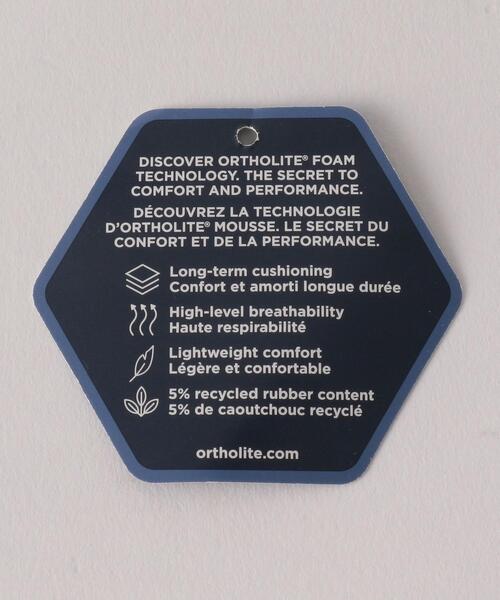 DISCOVER ORTHOLITE® FOAM
TECHNOLOGY. THE SECRET TO
COMFORT AND PERFORMANCE.
DÉCOUVREZ LA TECHNOLOGIE
D'ORTHOLITE® MOUSSE. LE SECRET DU
CONFORT ET DE LA PERFORMANCE.
Long-term cushioning
Confort et amorti longue durée
High-level breathability
Haute respirabilité
Lightweight comfort
Légère et confortable
5% recycled rubber content
5% de caoutchouc recyclé
ortholite.com